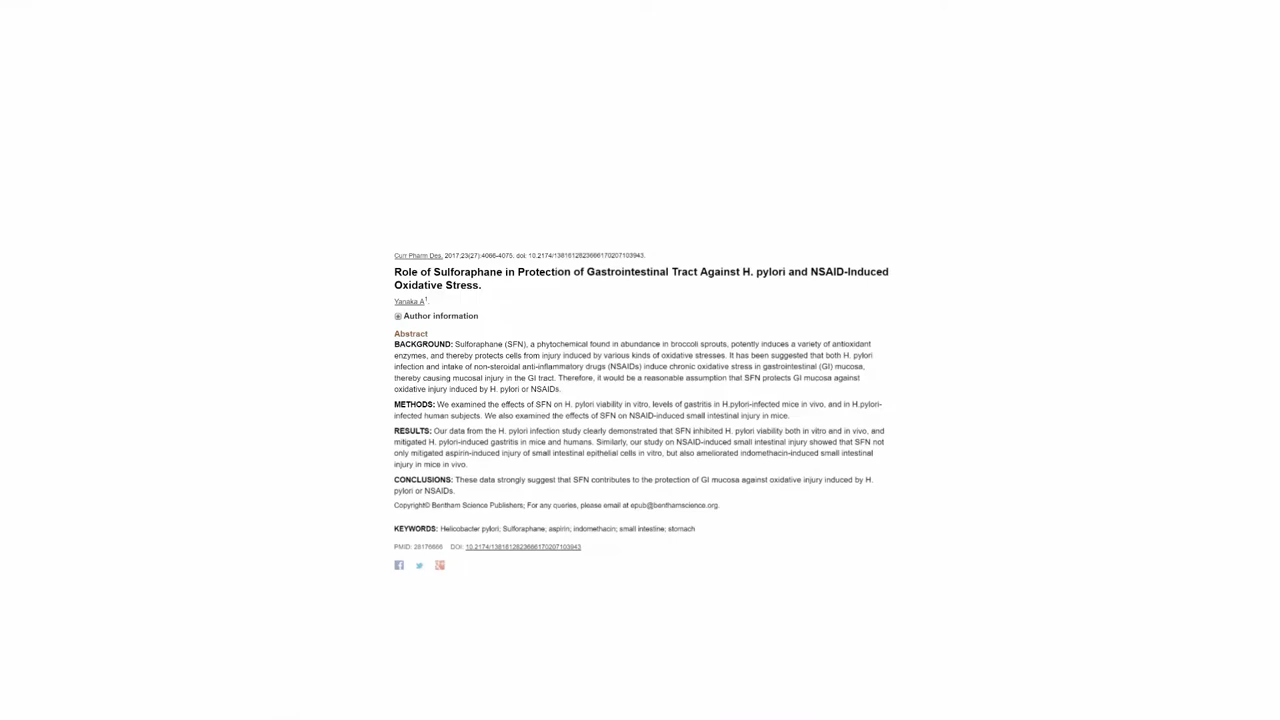 Curr Pharm Des. 2017;23(27):4066-4075. doi: 10.2174/1381612823666170207103943.
Role of Sulforaphane in Protection of Gastrointestinal Tract Against H. pylori and NSAID-Induced
Oxidative Stress.
Yanaka A1.
Author information
Abstract
BACKGROUND: Sulforaphane (SFN), a phytochemical found in abundance in broccoli sprouts, potently induces a variety of antioxidant
enzymes, and thereby protects cells from injury induced by various kinds of oxidative stresses. It has been suggested that both H. pylori
infection and intake of non-steroidal anti-inflammatory drugs (NSAIDs) induce chronic oxidative stress in gastrointestinal (GI) mucosa,
thereby causing mucosal injury in the GI tract. Therefore, it would be a reasonable assumption that SFN protects GI mucosa against
oxidative injury induced by H. pylori or NSAIDs.
METHODS: We examined the effects of SFN on H. pylori viability in vitro, levels of gastritis in H.pylori-infected mice in vivo, and in H.pylori-
infected human subjects. We also examined the effects of SFN on NSAID-induced small intestinal injury in mice.
RESULTS: Our data from the H. pylori infection study clearly demonstrated that SFN inhibited H. pylori viability both in vitro and in vivo, and
mitigated H. pylori-induced gastritis in mice and humans. Similarly, our study on NSAID-induced small intestinal injury showed that SFN not
only mitigated aspirin-induced injury of small intestinal epithelial cells in vitro, but also ameliorated indomethacin-induced small intestinal
injury in mice in vivo.
CONCLUSIONS: These data strongly suggest that SFN contributes to the protection of GI mucosa against oxidative injury induced by H.
pylori or NSAIDs.
Copyright© Bentham Science Publishers; For any queries, please email at epub@benthamscience.org.
KEYWORDS: Helicobacter pylori; Sulforaphane; aspirin; indomethacin; small intestine; stomach
PMID: 28176666 DOI: 10.2174/1381612823666170207103943